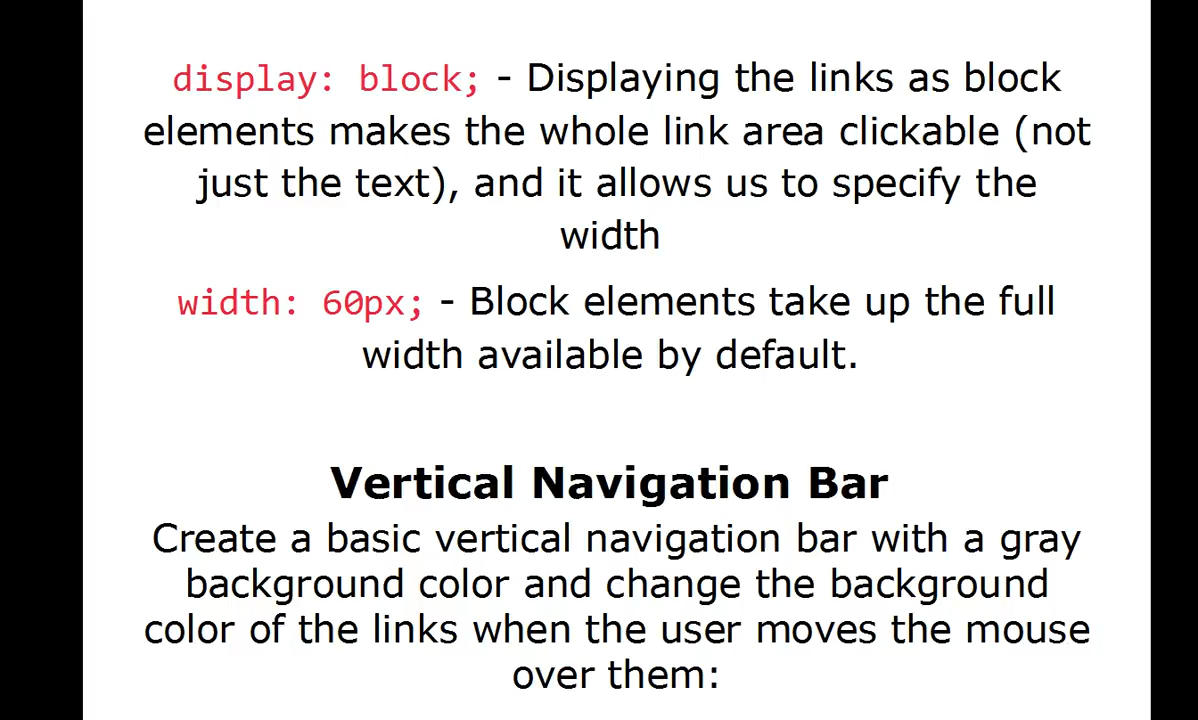 display: block; - Displaying the links as block
elements makes the whole link area clickable (not
just the text), and it allows us to specify the
width
width: 60px; - Block elements take up the full
width available by default.
Vertical Navigation Bar
Create a basic vertical navigation bar with a gray
background color and change the background
color of the links when the user moves the mouse
over them: